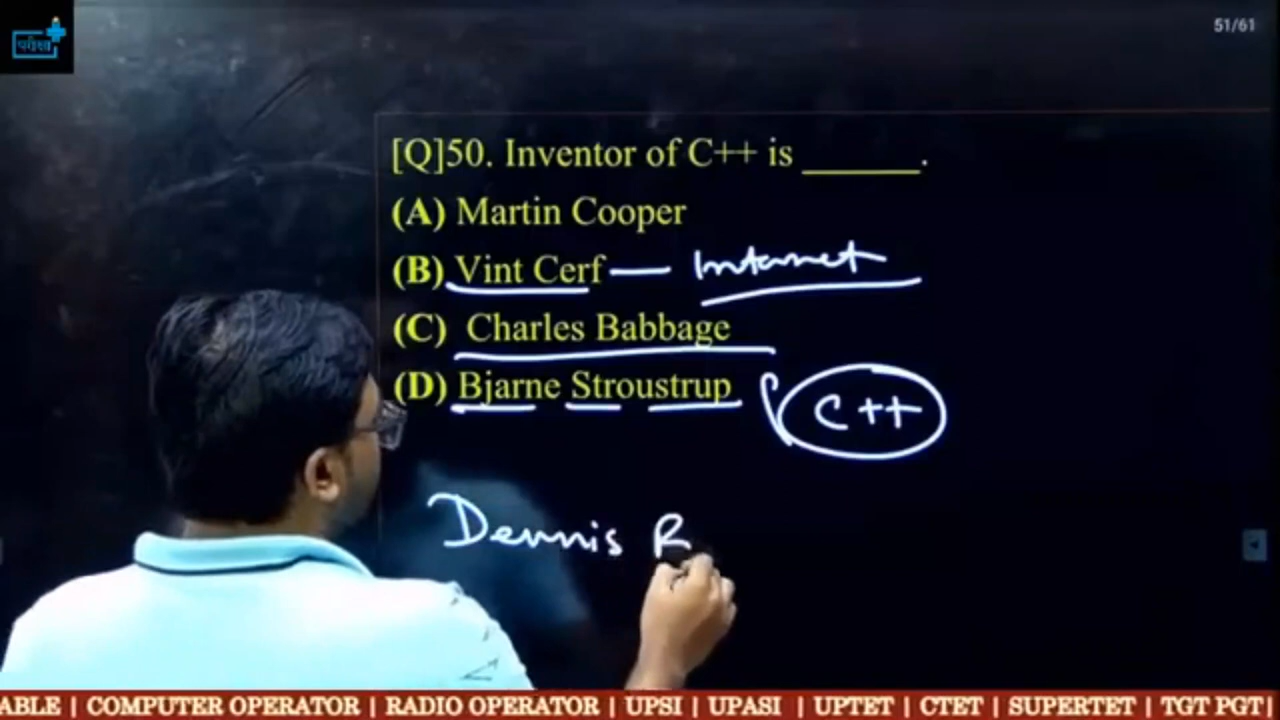 परीक्षा
51/61
[Q]50. Inventor of C++ is ______.
(A) Martin Cooper
(B) Vint Cerf — Internet
(C) Charles Babbage
(D) Bjarne Stroustrup C++
Dennis R
ABLE | COMPUTER OPERATOR | RADIO OPERATOR | UPSI | UPASI | UPTET | CTET | SUPERTET | TGT PGT |